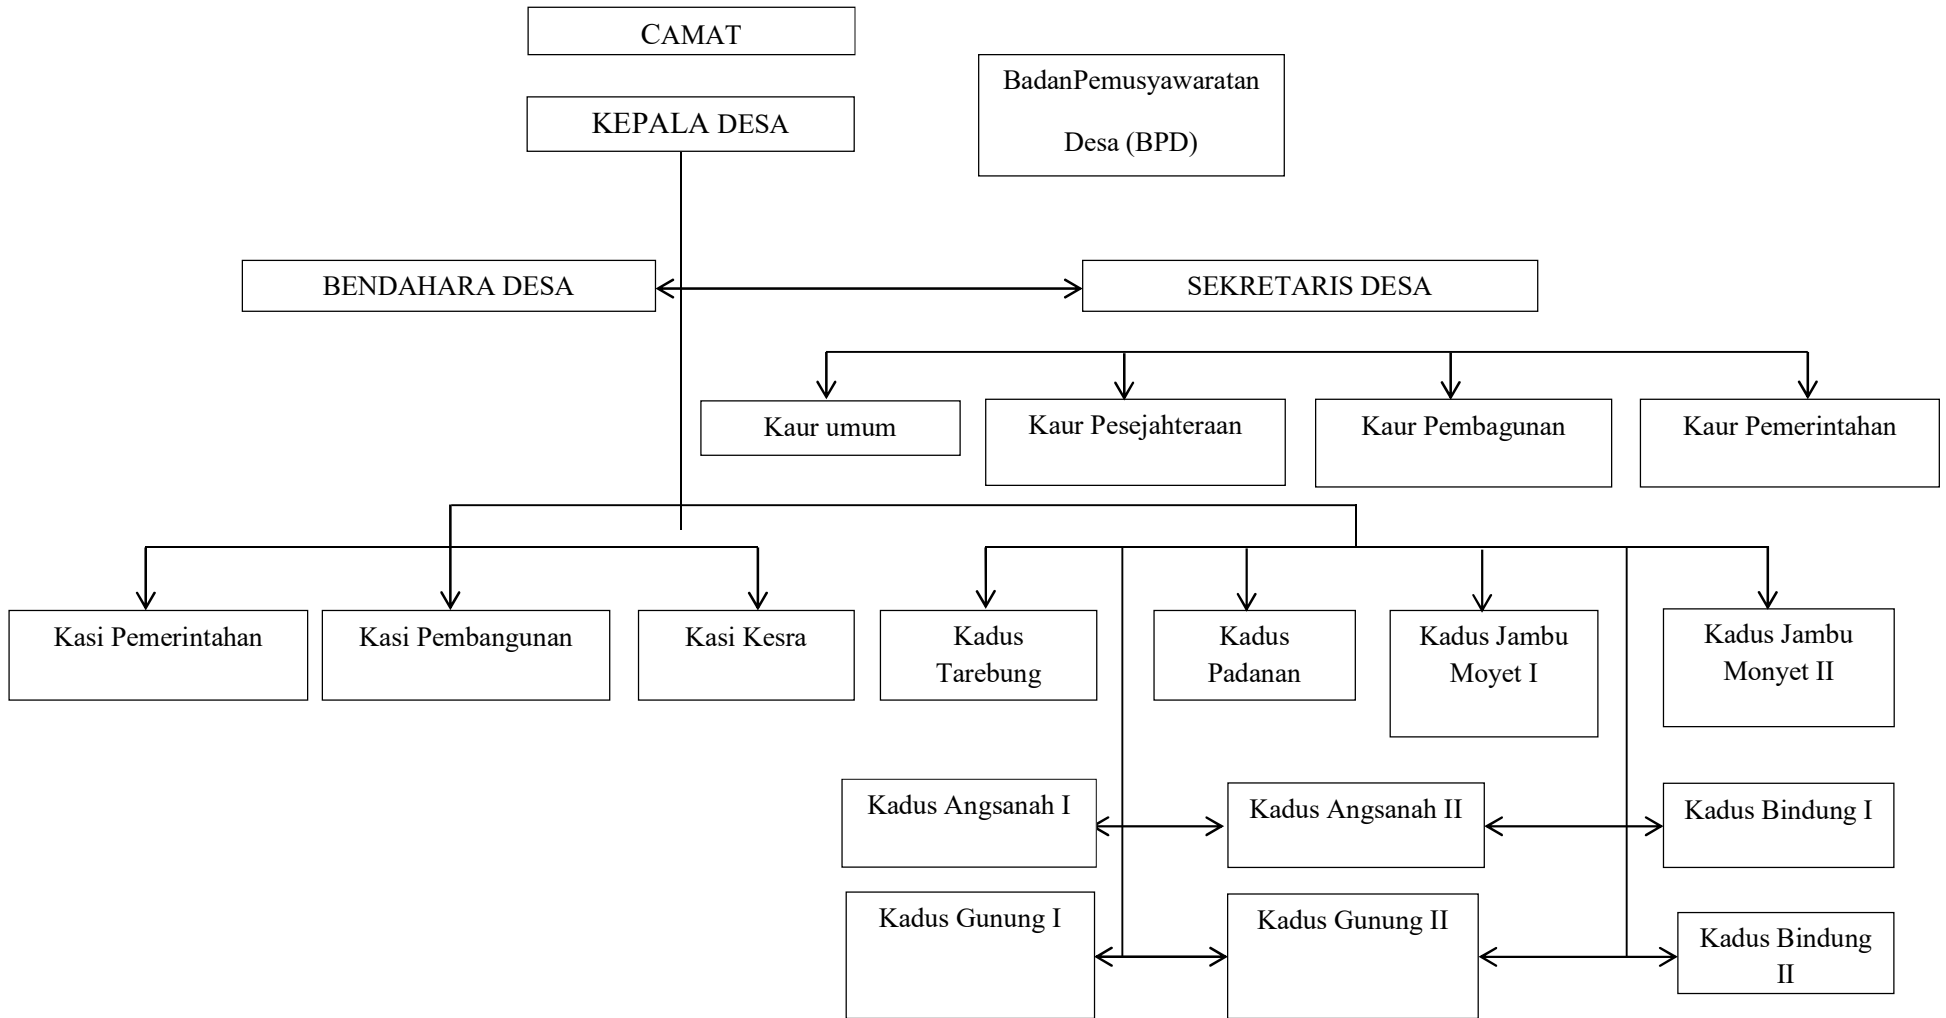 CAMAT
BadanPemusyawaratan
Desa (BPD)
KEPALA DESA
BENDAHARA DESA
SEKRETARIS DESA
Kaur umum
Kaur Pesejahteraan
Kaur Pembagunan
Kaur Pemerintahan
Kasi Pemerintahan
Kasi Pembangunan
Kasi Kesra
Kadus
Tarebung
Kadus
Padanan
Kadus Jambu
Moyet I
Kadus Jambu
Monyet II
Kadus Angsanah I
Kadus Angsanah II
Kadus Bindung I
Kadus Gunung I
Kadus Gunung II
Kadus Bindung
II